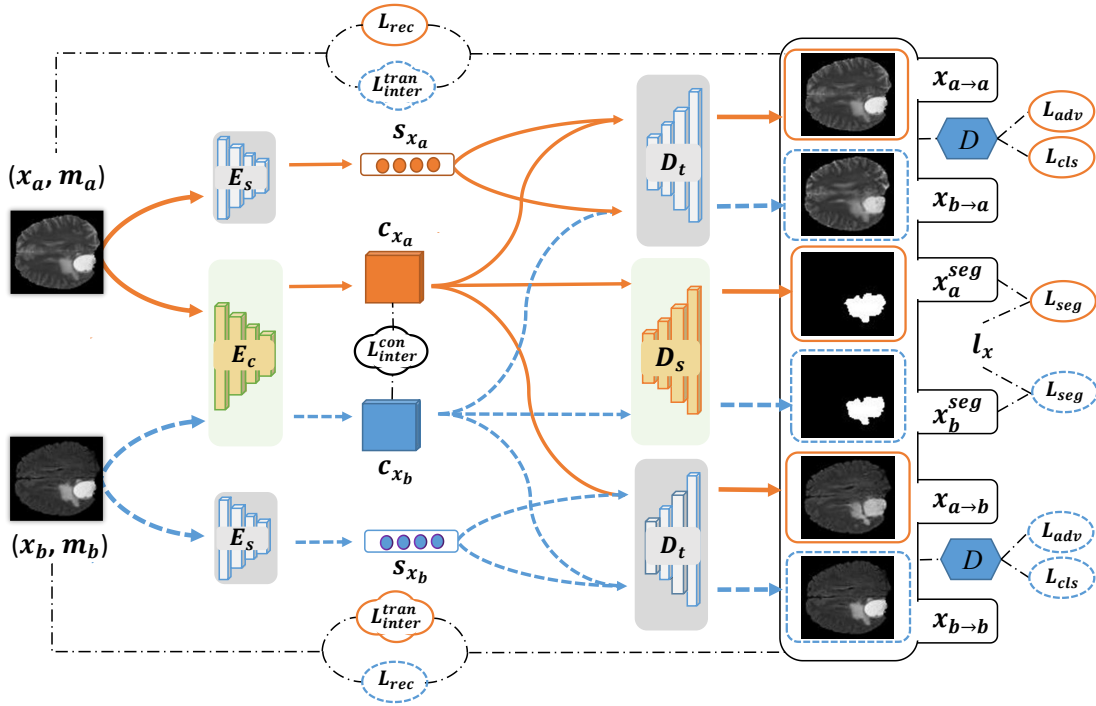 L_rec
L_inter^tran
(x_a, m_a)
E_s
s_{x_a}
D_t
x_{a→a}
L_adv
D
L_cls
x_{b→a}
c_{x_a}
E_c
L_inter^con
D_s
x_a^seg
L_seg
l_x
L_seg
x_b^seg
c_{x_b}
(x_b, m_b)
E_s
s_{x_b}
D_t
x_{a→b}
L_adv
D
L_cls
x_{b→b}
L_inter^tran
L_rec